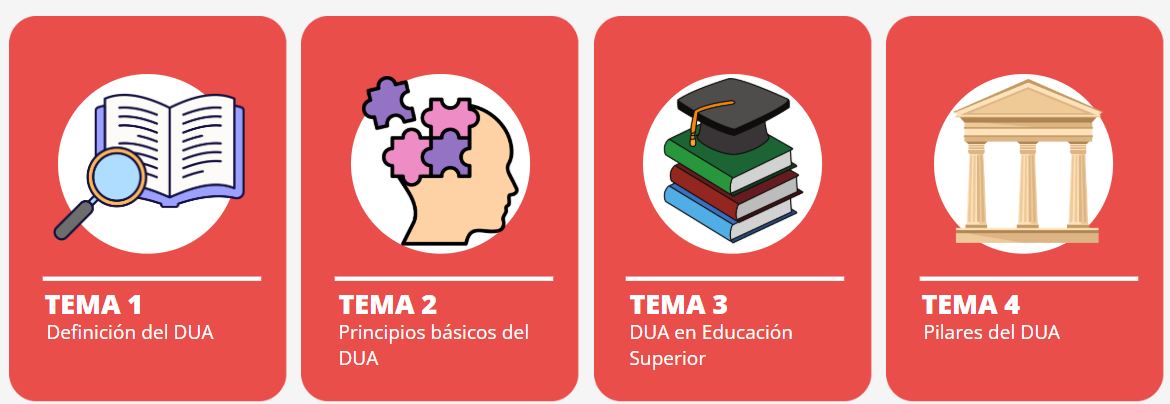 TEMA 1
Definición del DUA
TEMA 2
Principios básicos del
DUA
TEMA 3
DUA en Educación
Superior
TEMA 4
Pilares del DUA